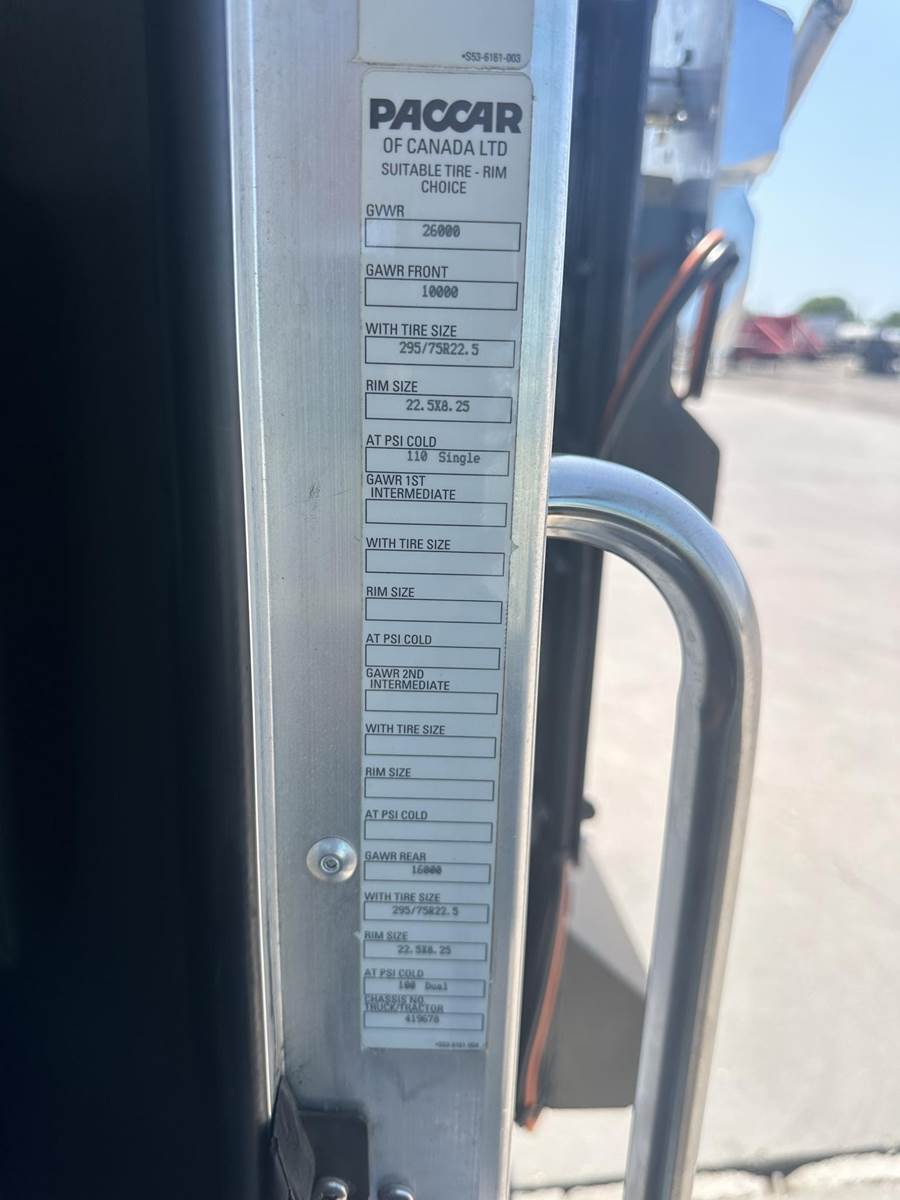 *S53-6161-003
PACCAR
OF CANADA LTD
SUITABLE TIRE - RIM
CHOICE
GVWR
26000
GAWR FRONT
10000
WITH TIRE SIZE
295/75R22.5
RIM SIZE
22.5X8.25
AT PSI COLD
110 Single
GAWR 1ST
INTERMEDIATE
WITH TIRE SIZE
RIM SIZE
AT PSI COLD
GAWR 2ND
INTERMEDIATE
WITH TIRE SIZE
RIM SIZE
AT PSI COLD
GAWR REAR
16000
WITH TIRE SIZE
295/75R22.5
RIM SIZE
22.5X8.25
AT PSI COLD
100 Dual
CHASSIS NO.
TRUCK/TRACTOR
419678
*S53-6161-004